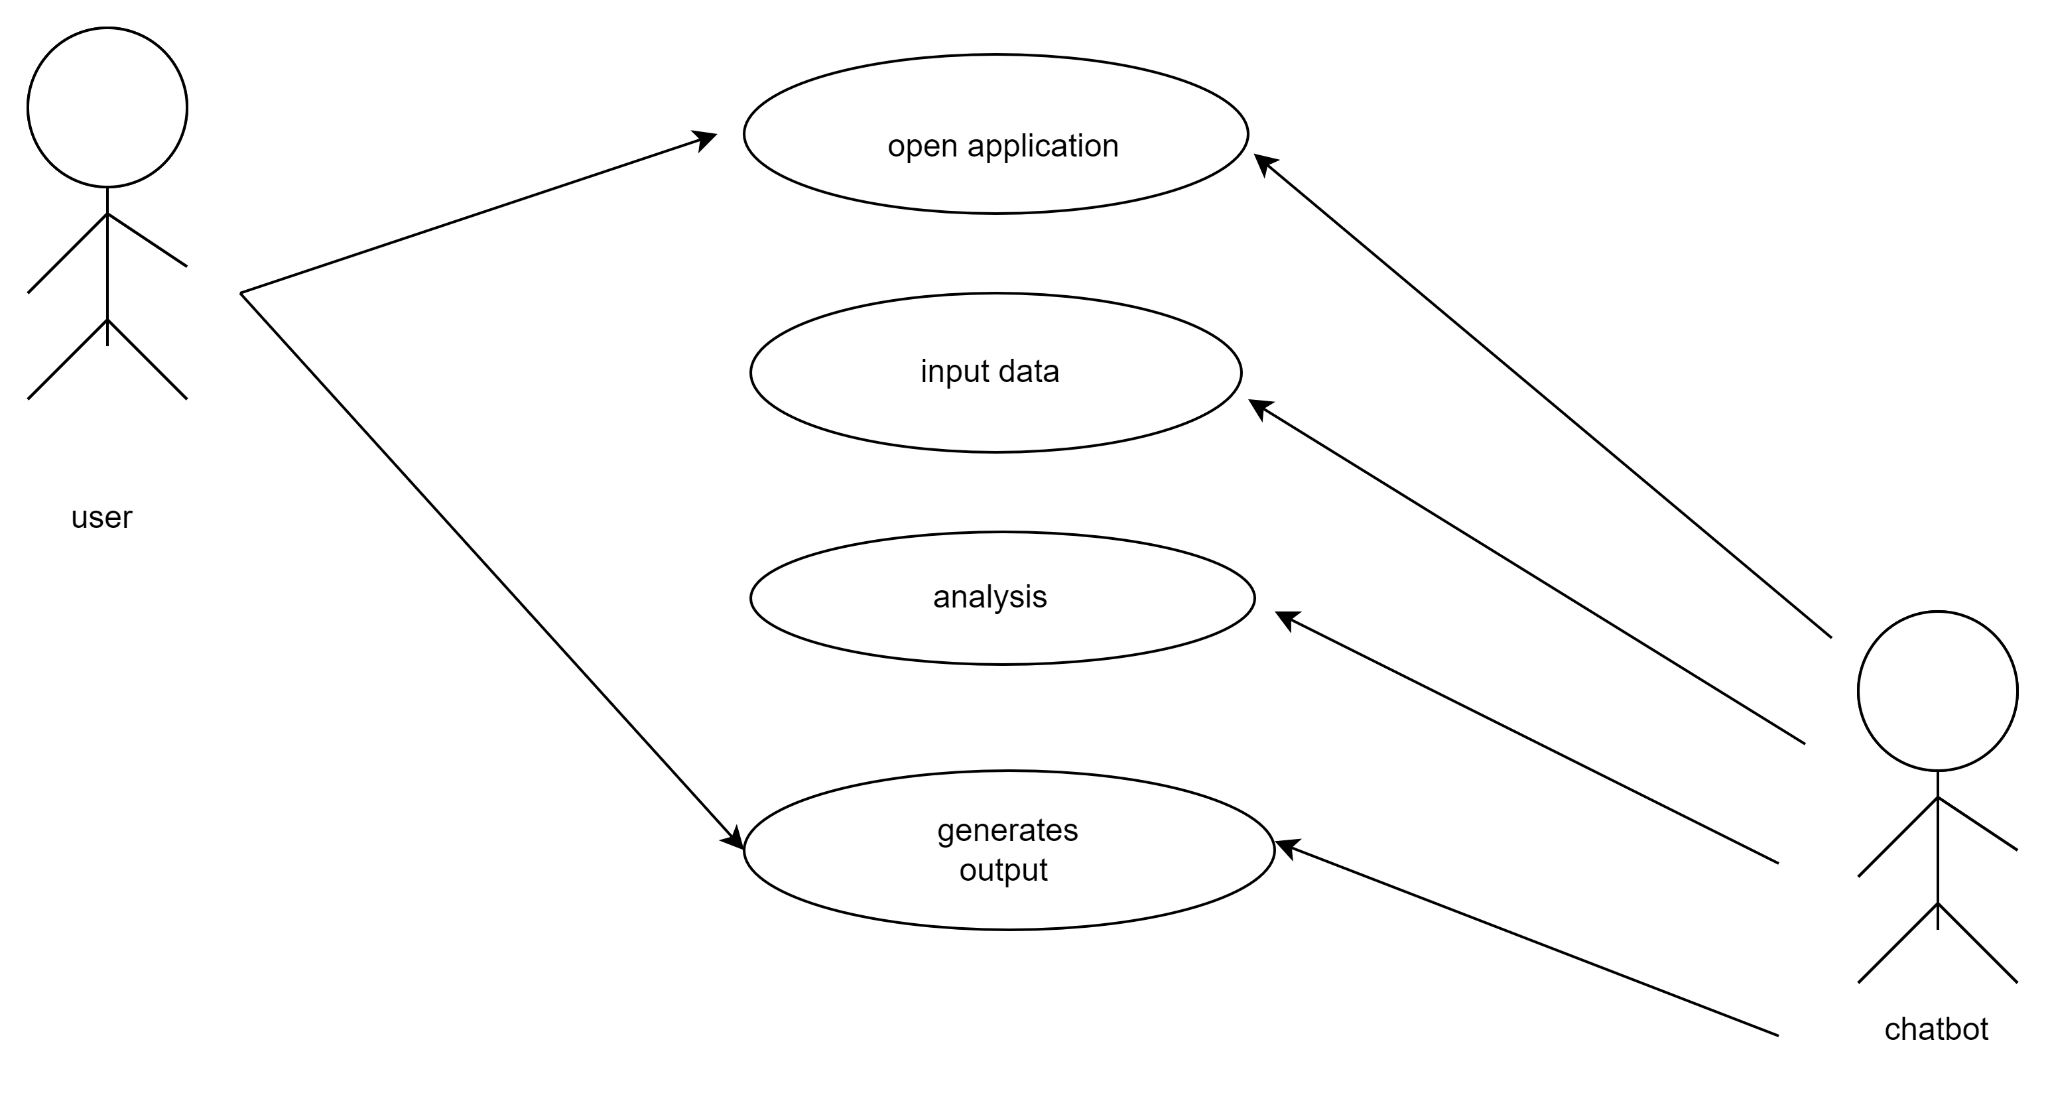 open application
input data
user
analysis
generates
output
chatbot